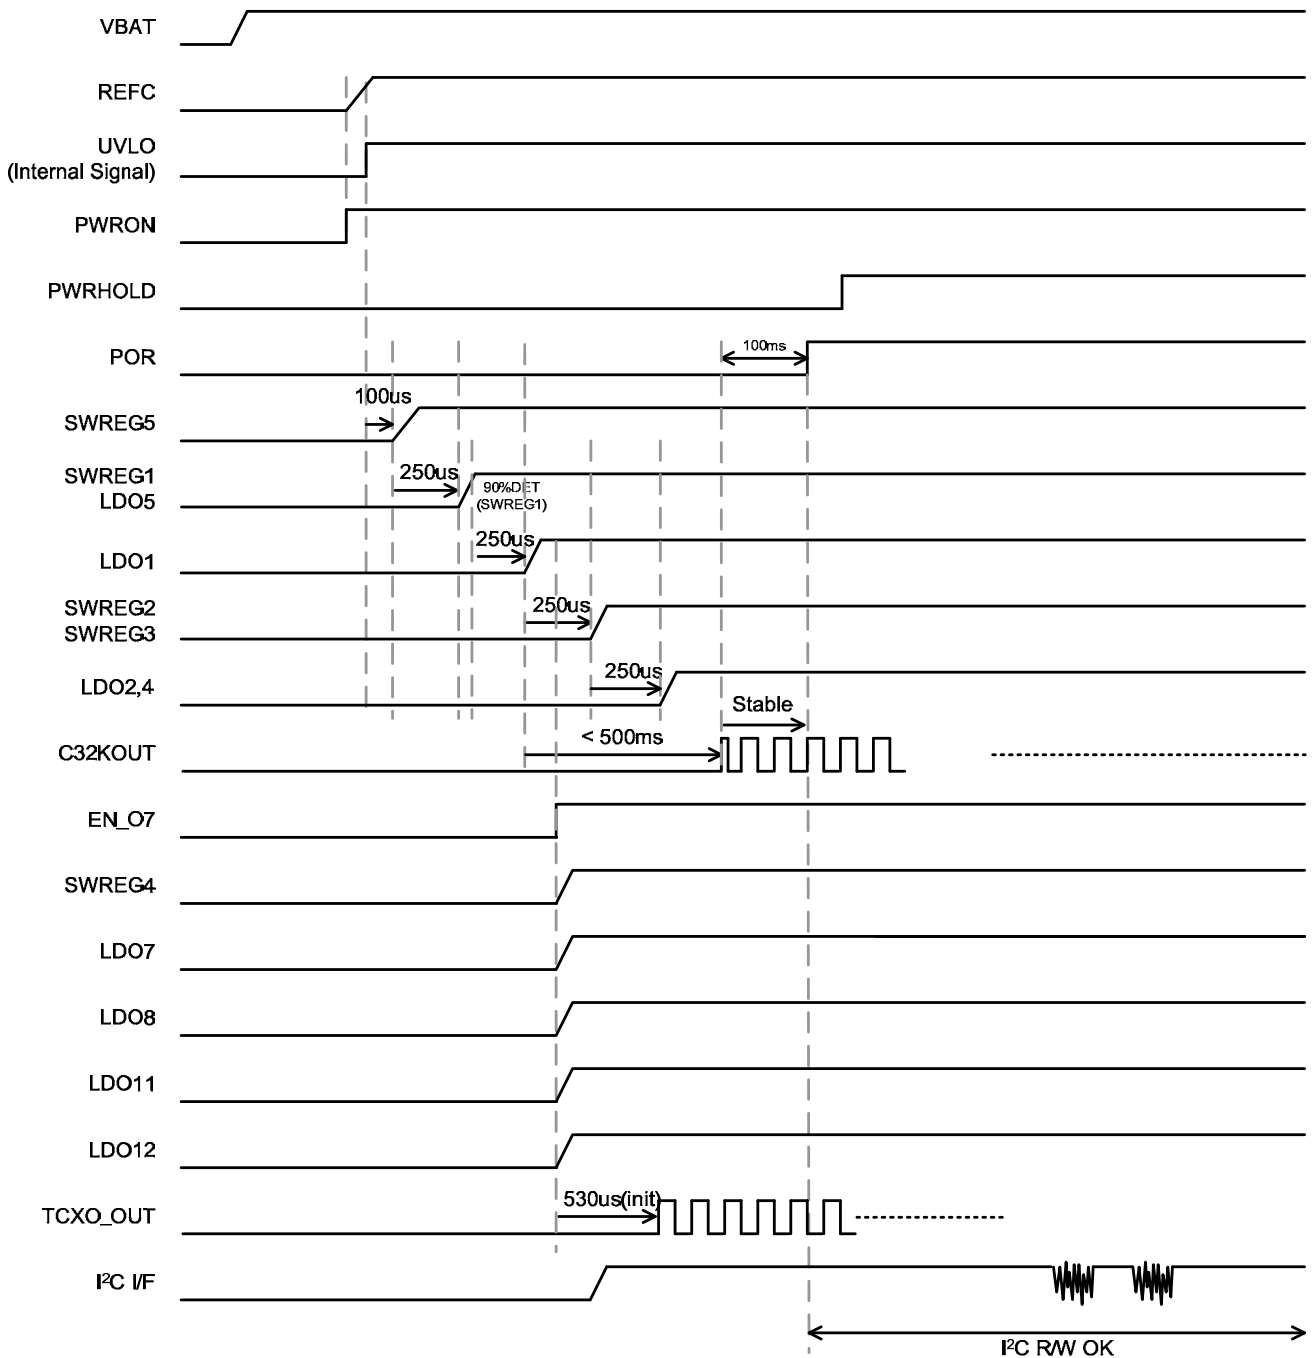 VBAT
REFC
UVLO
(Internal Signal)
PWRON
PWRHOLD
POR
100ms
100us
SWREG5
SWREG1
250us
90%DET
LDO5
(SWREG1)
250us
LDO1
SWREG2
250us
SWREG3
250us
LDO2,4
Stable
< 500ms
C32KOUT
EN_O7
SWREG4
LDO7
LDO8
LDO11
LDO12
530us(init)
TCXO_OUT
I²C I/F
I²C R/W OK